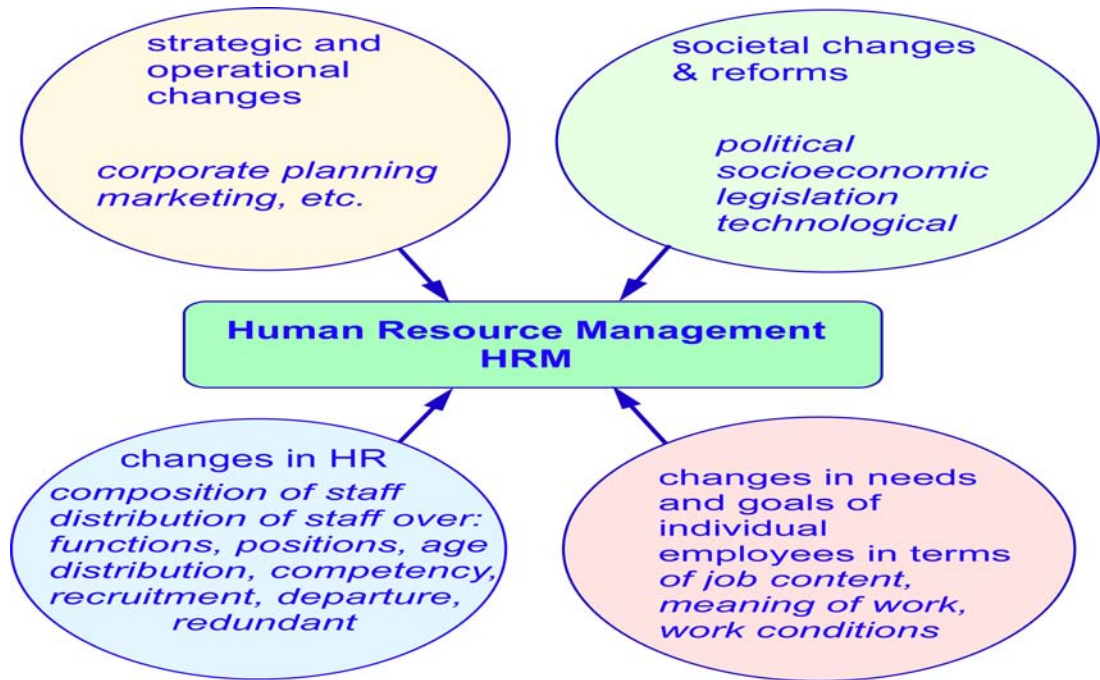 strategic and
operational
changes
corporate planning
marketing, etc.
societal changes
& reforms
political
socioeconomic
legislation
technological
Human Resource Management
HRM
changes in HR
composition of staff
distribution of staff over:
functions, positions, age
distribution, competency,
recruitment, departure,
redundant
changes in needs
and goals of
individual
employees in terms
of job content,
meaning of work,
work conditions